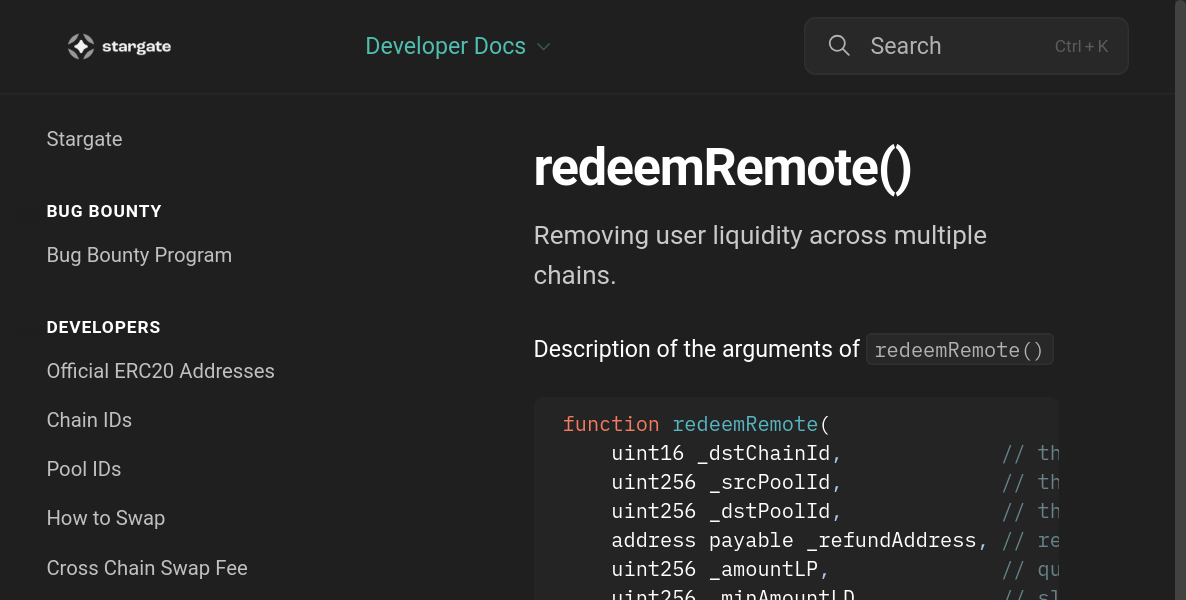 stargate
Developer Docs
Search
Ctrl + K
Stargate
BUG BOUNTY
Bug Bounty Program
DEVELOPERS
Official ERC20 Addresses
Chain IDs
Pool IDs
How to Swap
Cross Chain Swap Fee
redeemRemote()
Removing user liquidity across multiple
chains.
Description of the arguments of redeemRemote()
function redeemRemote(
uint16 _dstChainId, // th
uint256 _srcPoolId, // th
uint256 _dstPoolId, // th
address payable _refundAddress, // re
uint256 _amountLP, // qu
uint256 _minAmountLD // sl